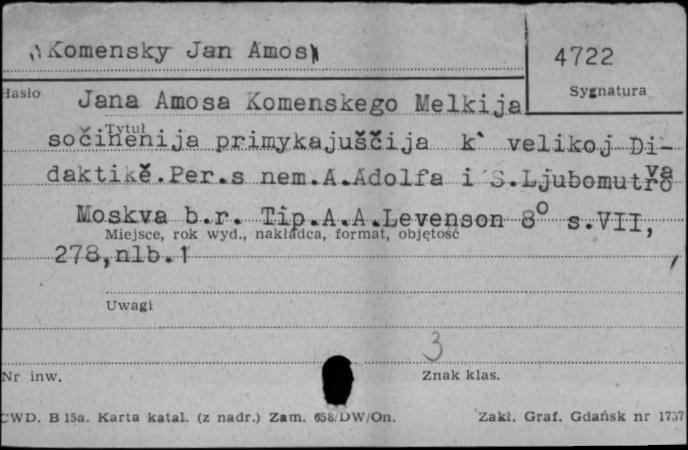 Komensky Jan Amos
4722
Hasło
Sygnatura
Jana Amosa Komenskego Melkija
Tytuł
sočinenija primykajuščija k` velikoj Di-
daktikě.Per.s nem.A.Adolfa i S.Ljubomutrova
Moskva b.r. Tip.A.A.Levenson 8° s.VII,
Miejsce, rok wyd., nakładca, format, objętość
278,nlb.1
Uwagi
3
Nr inw.
Znak klas.
CWD. B 15a. Karta katal. (z nadr.) Zam. 658/DW/On.
Zakł. Graf. Gdańsk nr 1737